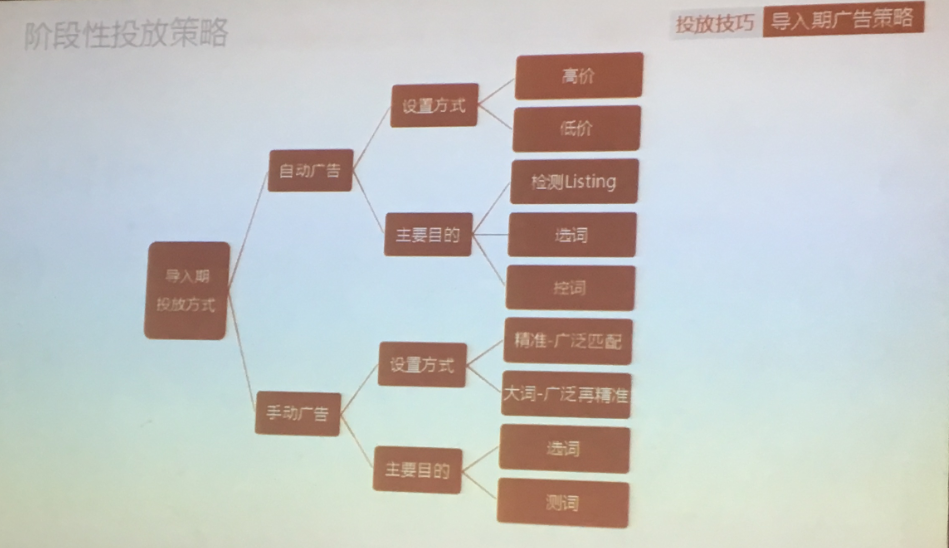 阶段性投放策略
投放技巧 导入期广告策略
导入期
投放方式
自动广告
设置方式
高价
低价
主要目的
检测Listing
选词
控词
手动广告
设置方式
精准-广泛匹配
大词-广泛再精准
主要目的
选词
测词